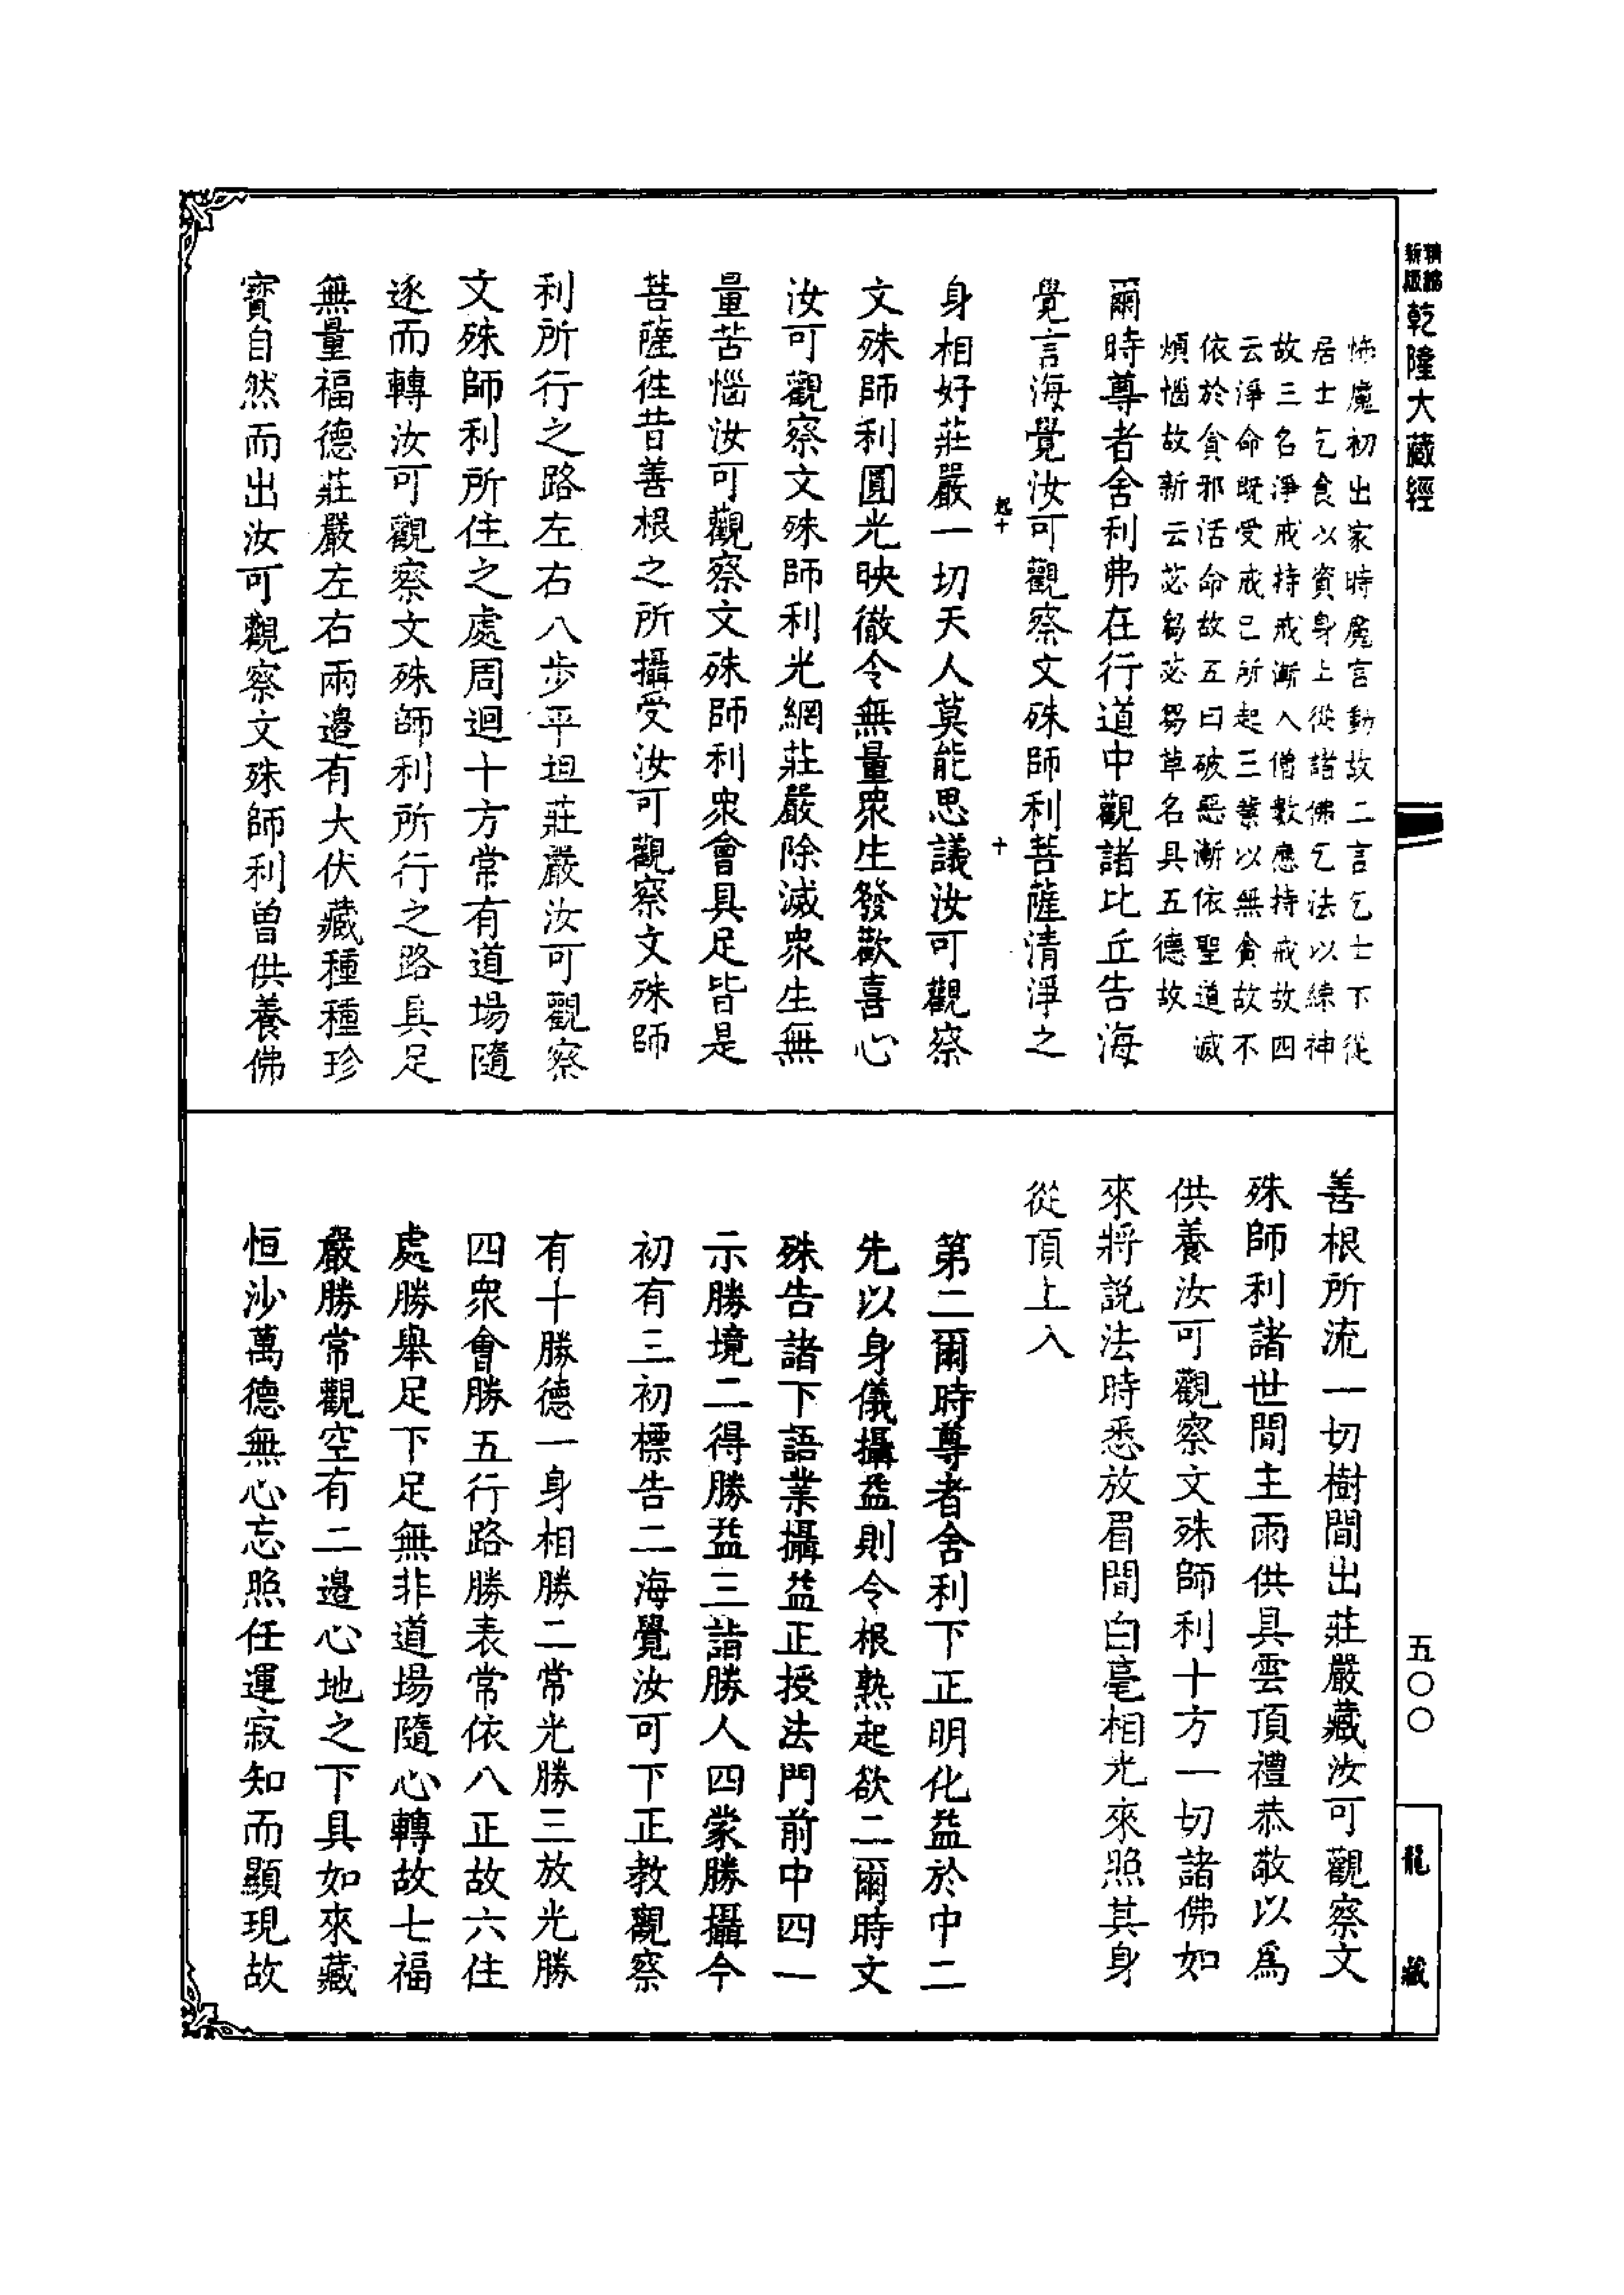 精縮
新版
乾隆大藏經
怖魔初出家時魔言動故二言乞士下從
居士乞食以資身上從諸佛乞法以練神
故三名淨戒持戒漸入僧數應持戒故四
云淨命既受戒已所起三業以無貪故不
依於貪邪活命故五曰破惡漸依聖道滅
煩惱故新云苾芻苾芻草名具五德故
爾時尊者舍利弗在行道中觀諸比丘告海
覺言海覺汝可觀察文殊師利菩薩清淨之
起十
十
身相好莊嚴一切天人莫能思議汝可觀察
文殊師利圓光映徹令無量衆生發歡喜心
汝可觀察文殊師利光網莊嚴除滅衆生無
量苦惱汝可觀察文殊師利衆會具足皆是
菩薩徃昔善根之所攝受汝可觀察文殊師
利所行之路左右八步平坦莊嚴汝可觀察
文殊師利所住之處周迴十方常有道場隨
逐而轉汝可觀察文殊師利所行之路具足
無量福德莊嚴左右兩邊有大伏藏種種珍
寶自然而出汝可觀察文殊師利曾供養佛
善根所流一切樹間出莊嚴藏汝可觀察文
殊師利諸世間主雨供具雲頂禮恭敬以爲
供養汝可觀察文殊師利十方一切諸佛如
來將説法時悉放眉間白毫相光來照其身
從頂上入
第二爾時尊者舍利下正明化益於中二
先以身儀攝益則令根熟起欲二爾時文
殊告諸下語業攝益正授法門前中四一
示勝境二得勝益三詣勝人四蒙勝攝今
初有三初標告二海覺汝可下正教觀察
有十勝德一身相勝二常光勝三放光勝
四衆會勝五行路勝表常依八正故六住
處勝舉足下足無非道場隨心轉故七福
嚴勝常觀空有二邊心地之下具如來藏
恒沙萬德無心忘照任運寂知而顯現故
五〇〇
龍藏